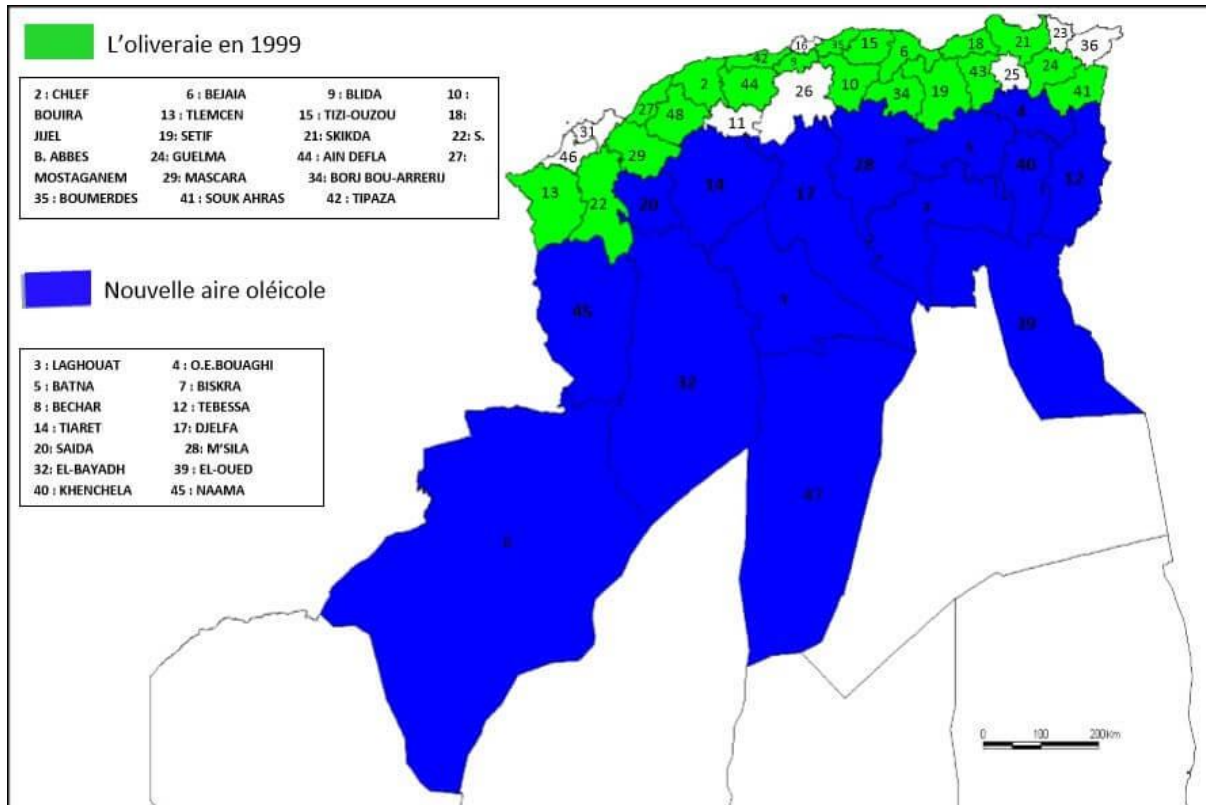 L'oliveraie en 1999
2 : CHLEF 6 : BEJAIA 9 : BLIDA 10 :
BOUIRA 13 : TLEMCEN 15 : TIZI-OUZOU 18:
JIJEL 19: SETIF 21: SKIKDA 22: S.
B. ABBES 24: GUELMA 44 : AIN DEFLA 27:
MOSTAGANEM 29: MASCARA 34: BORJ BOU-ARRERIJ
35 : BOUMERDES 41 : SOUK AHRAS 42 : TIPAZA
Nouvelle aire oléicole
3 : LAGHOUAT 4 : O.E.BOUAGHI
5 : BATNA 7 : BISKRA
8 : BECHAR 12 : TEBESSA
14 : TIARET 17: DJELFA
20: SAIDA 28: M'SILA
32: EL-BAYADH 39 : EL-OUED
40 : KHENCHELA 45 : NAAMA
16 23 36
42 9 35 15 6 18 21
2 44 26 10 34 19 43 25 24 41
27 48 11 4
31 46 29 28 5 40 12
13 22 20 14 17 7
45 3 39
32
47
8
0 100 200Km